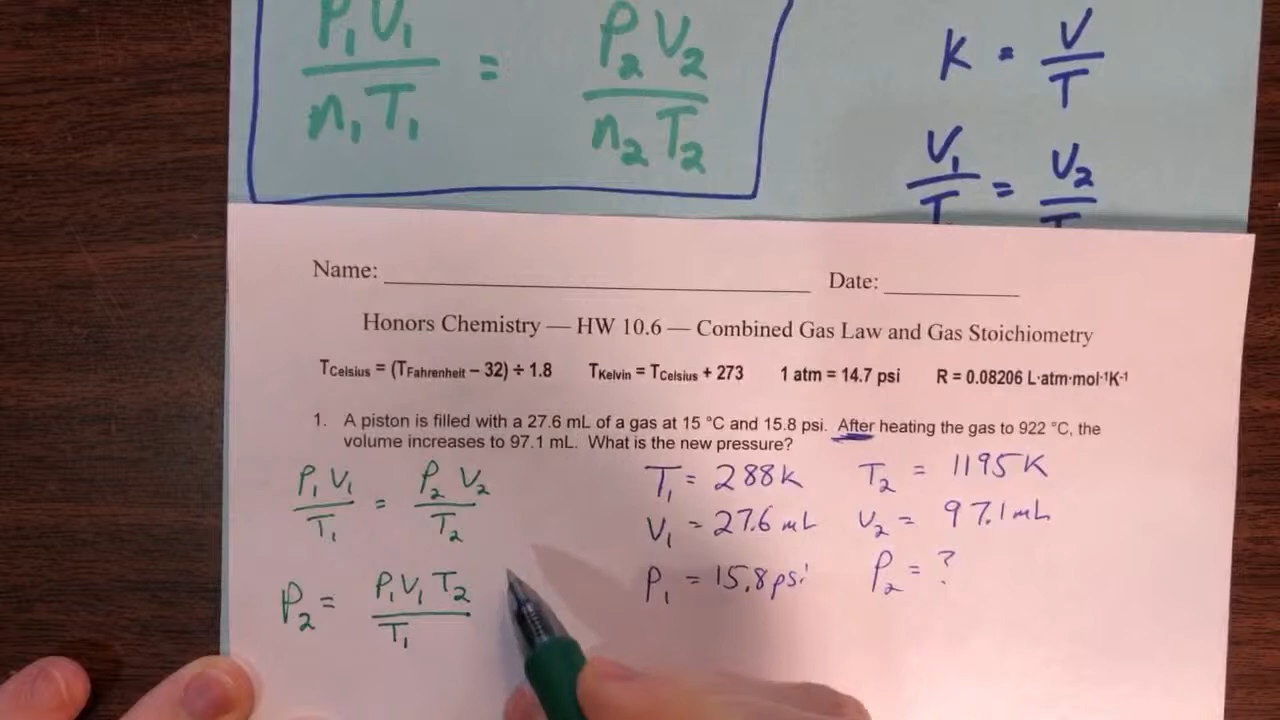 P₁V₁ / n₁T₁ = P₂V₂ / n₂T₂
K = V / T
V₁ / T = V₂ / T
Name: ____ Date: ____
Honors Chemistry — HW 10.6 — Combined Gas Law and Gas Stoichiometry
TCelsius = (TFahrenheit – 32) ÷ 1.8 TKelvin = TCelsius + 273 1 atm = 14.7 psi R = 0.08206 L·atm·mol⁻¹K⁻¹
1. A piston is filled with a 27.6 mL of a gas at 15 °C and 15.8 psi. After heating the gas to 922 °C, the
volume increases to 97.1 mL. What is the new pressure?
P₁V₁ / T₁ = P₂V₂ / T₂
T₁ = 288K T₂ = 1195K
V₁ = 27.6 mL V₂ = 97.1mL
P₁ = 15.8psi P₂ = ?
P₂ = P₁V₁T₂ / T₁